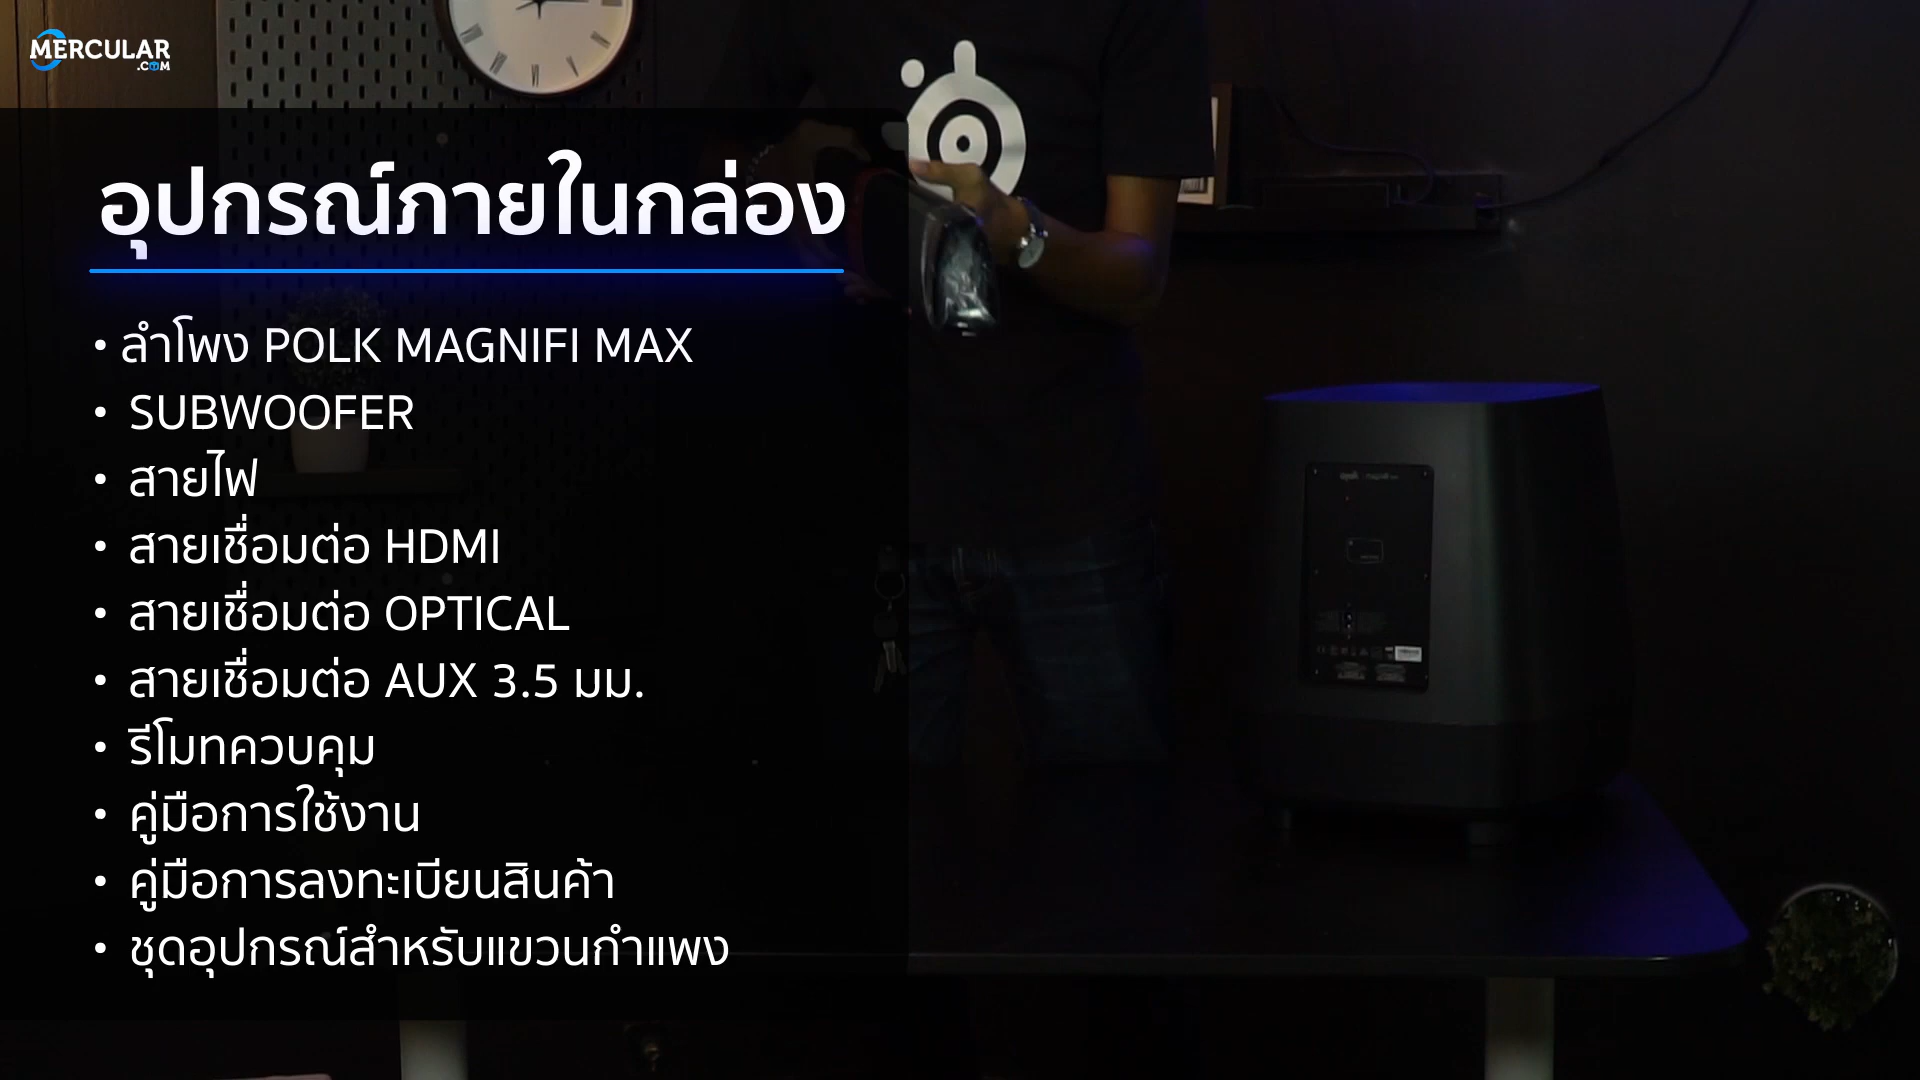 MERCULAR
.COM
อุปกรณ์ภายในกล่อง
• ลำโพง POLK MAGNIFI MAX
• SUBWOOFER
• สายไฟ
• สายเชื่อมต่อ HDMI
• สายเชื่อมต่อ OPTICAL
• สายเชื่อมต่อ AUX 3.5 มม.
• รีโมทควบคุม
• คู่มือการใช้งาน
• คู่มือการลงทะเบียนสินค้า
• ชุดอุปกรณ์สำหรับแขวนกำแพง